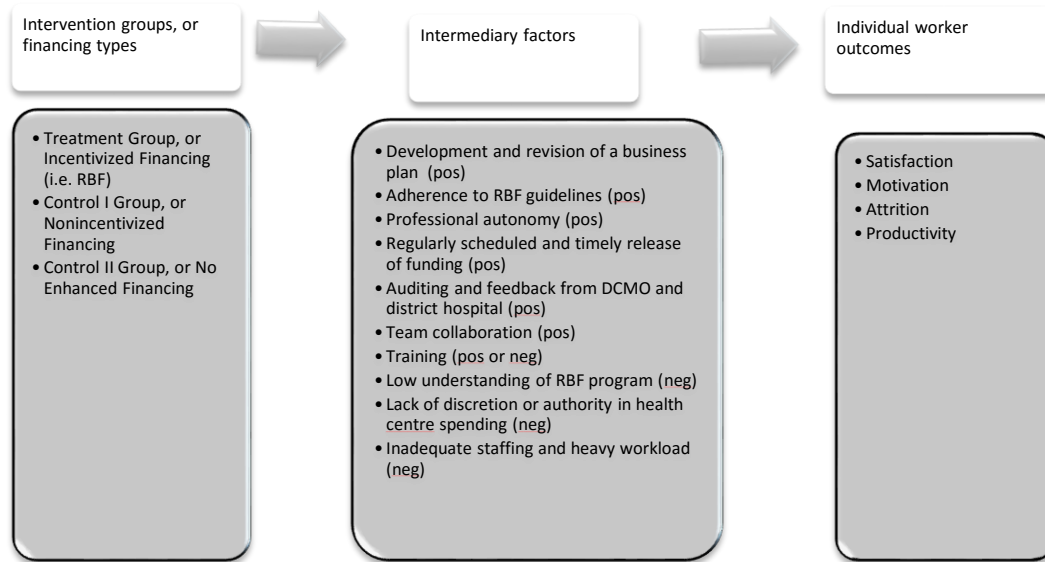 Intervention groups, or
financing types
Intermediary factors
Individual worker
outcomes
• Treatment Group, or
Incentivized Financing
(i.e. RBF)
• Control I Group, or
Nonincentivized
Financing
• Control II Group, or No
Enhanced Financing
• Development and revision of a business
plan (pos)
• Adherence to RBF guidelines (pos)
• Professional autonomy (pos)
• Regularly scheduled and timely release
of funding (pos)
• Auditing and feedback from DCMO and
district hospital (pos)
• Team collaboration (pos)
• Training (pos or neg)
• Low understanding of RBF program (neg)
• Lack of discretion or authority in health
centre spending (neg)
• Inadequate staffing and heavy workload
(neg)
• Satisfaction
• Motivation
• Attrition
• Productivity